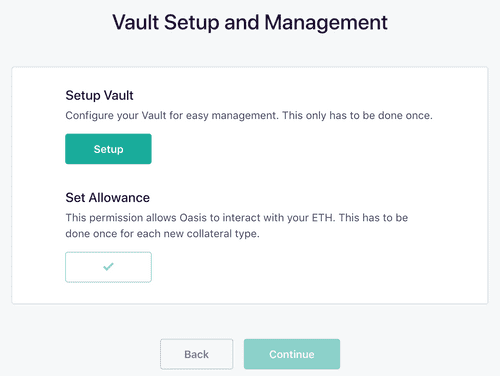 Vault Setup and Management
Setup Vault
Configure your Vault for easy management. This only has to be done once.
Setup
Set Allowance
This permission allows Oasis to interact with your ETH. This has to be
done once for each new collateral type.
Back
Continue